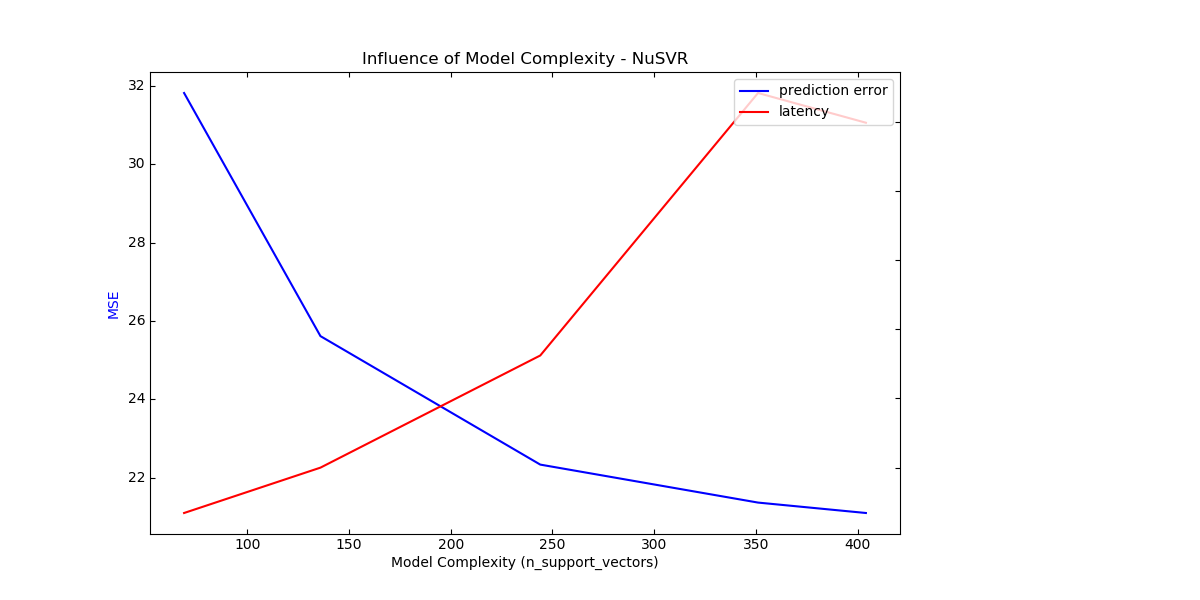 Influence of Model Complexity - NuSVR
prediction error
latency
32
30
28
26
24
22
MSE
100 150 200 250 300 350 400
Model Complexity (n_support_vectors)